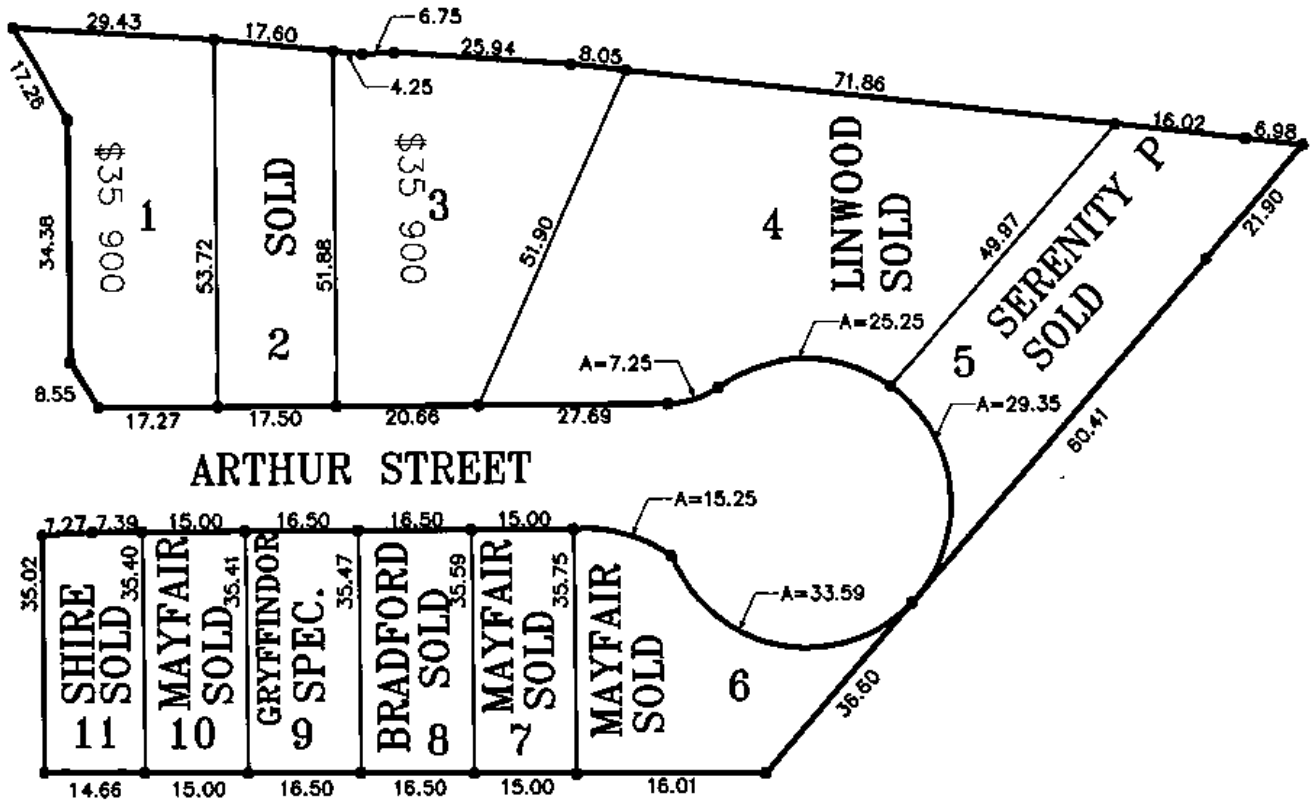 29.43
17.60
6.75
25.94
8.05
4.25
71.86
16.02
6.98
17.26
34.38
8.55
$35 900
1
53.72
SOLD
2
51.88
$35 900
3
51.90
4
LINWOOD
SOLD
49.97
SERENITY P
SOLD
5
21.90
60.41
A=25.25
A=7.25
A=29.35
17.27
17.50
20.66
27.69
ARTHUR STREET
A=15.25
A=33.59
7.27
7.39
15.00
16.50
16.50
15.00
35.02
SHIRE
SOLD
11
35.40
MAYFAIR
SOLD
10
35.41
GRYFFINDOR
SPEC.
9
35.47
BRADFORD
SOLD
8
35.59
MAYFAIR
SOLD
7
35.75
MAYFAIR
SOLD
6
36.60
14.66
15.00
16.50
16.50
15.00
16.01